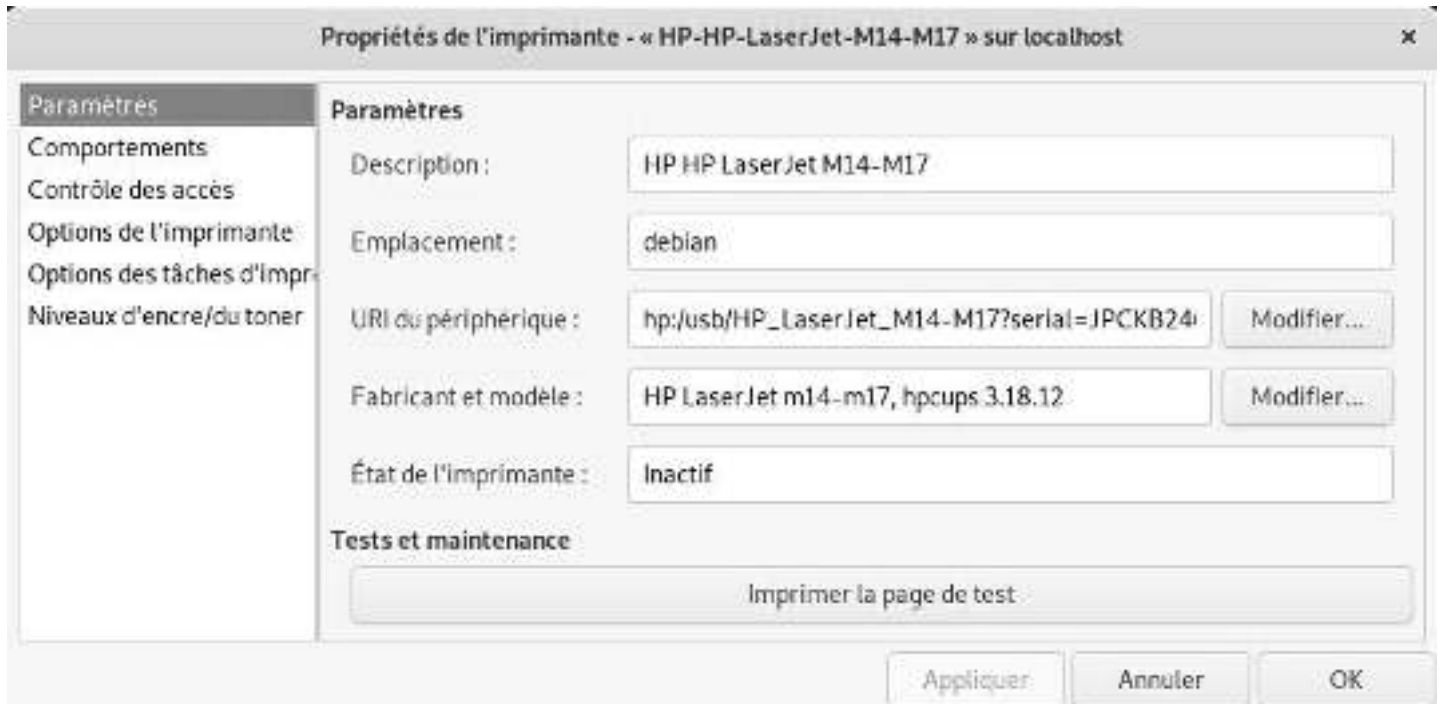 Propriétés de l'imprimante - « HP-HP-LaserJet-M14-M17 » sur localhost ×
Paramètres
Comportements
Contrôle des accès
Options de l'imprimante
Options des tâches d'impr
Niveaux d'encre/du toner
Paramètres
Description : HP HP LaserJet M14-M17
Emplacement : debian
URI du périphérique : hp:/usb/HP_LaserJet_M14-M17?serial=JPCKB24 Modifier...
Fabricant et modèle : HP LaserJet m14-m17, hpcups 3.18.12 Modifier...
État de l'imprimante : Inactif
Tests et maintenance
Imprimer la page de test
Appliquer Annuler OK